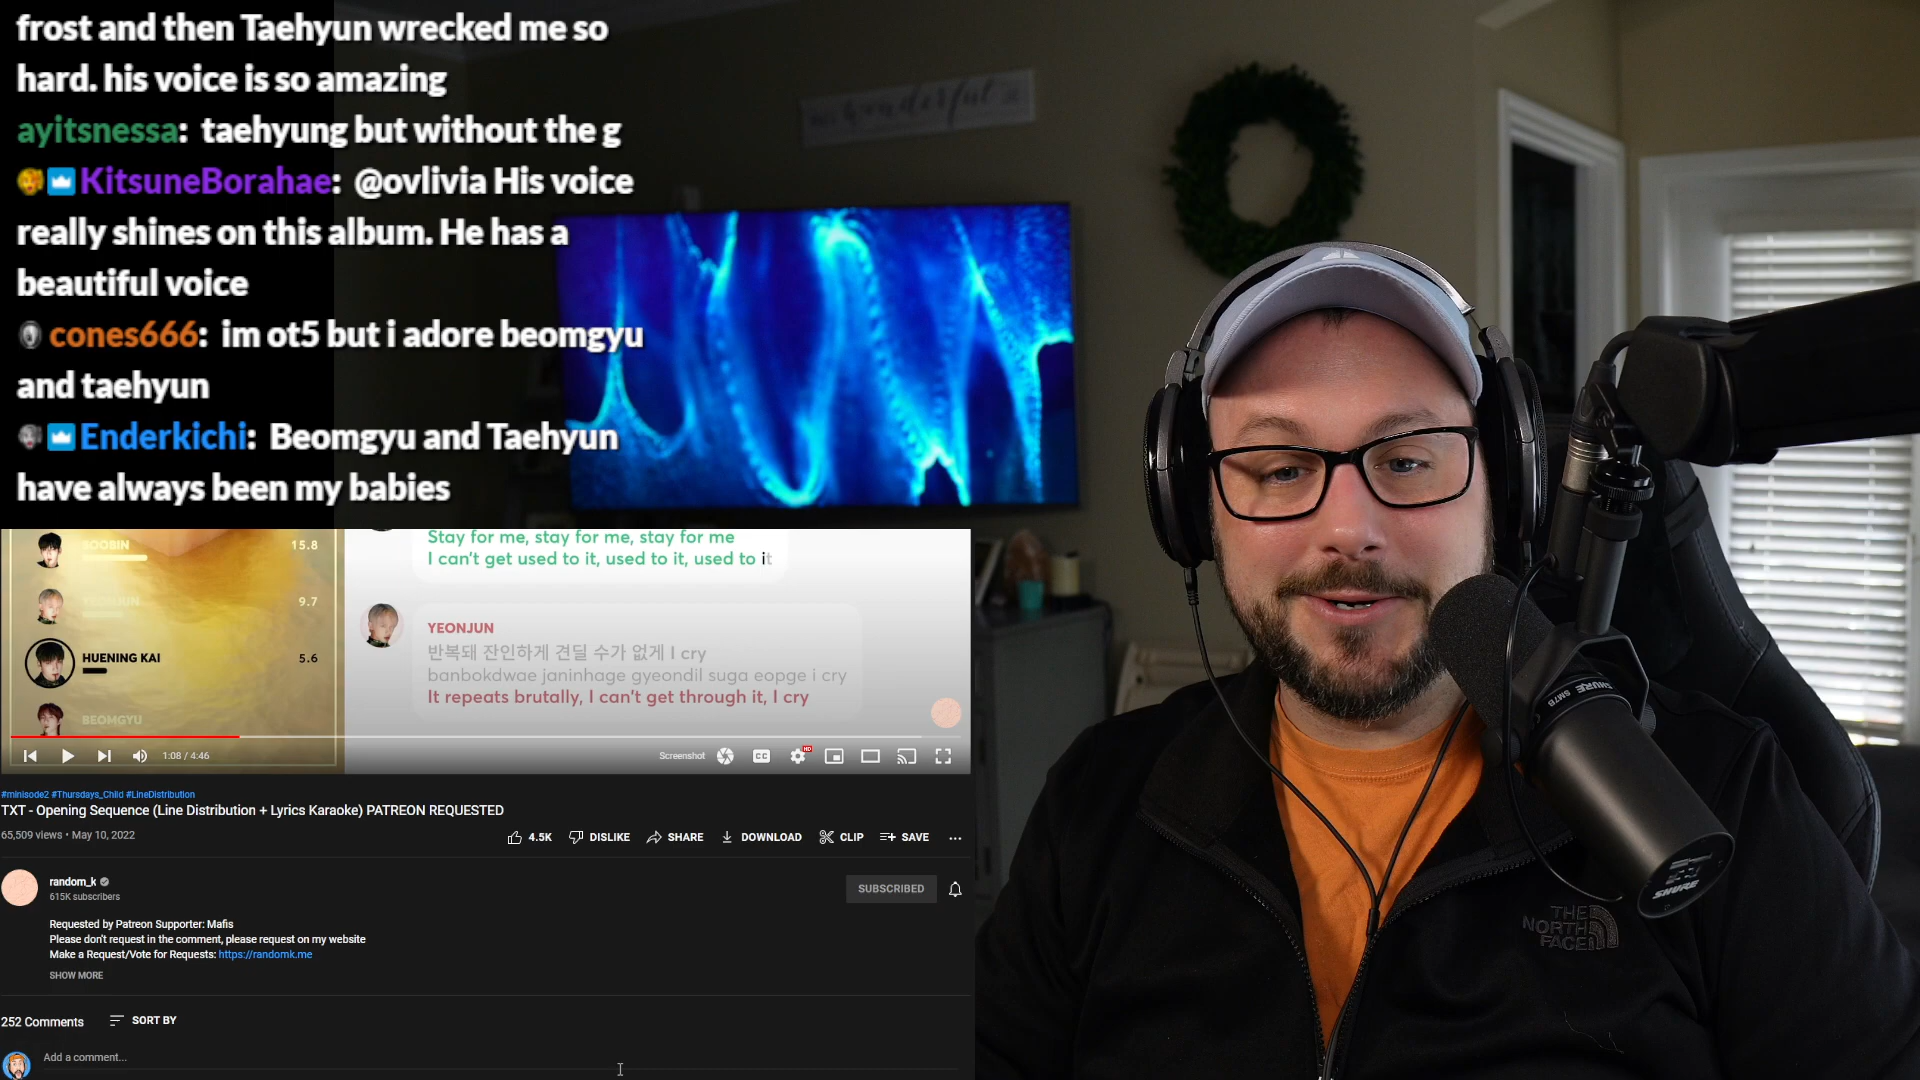 frost and then Taehyun wrecked me so
hard. his voice is so amazing
ayitsnessa: taehyung but without the g
KitsuneBorahae: @ovlivia His voice
really shines on this album. He has a
beautiful voice
cones666: im ot5 but i adore beomgyu
and taehyun
Enderkichi: Beomgyu and Taehyun
have always been my babies
wonderful
SOOBIN 15.8
YEONJUN 9.7
HUENING KAI 5.6
BEOMGYU
Stay for me, stay for me, stay for me
I can't get used to it, used to it, used to it
YEONJUN
반복돼 잔인하게 견딜 수가 없게 I cry
banbokdwae janinhage gyeondil suga eopge i cry
It repeats brutally, I can't get through it, I cry
1:08 / 4:46
Screenshot
CC
HD
#minisode2 #Thursdays_Child #LineDistribution
TXT - Opening Sequence (Line Distribution + Lyrics Karaoke) PATREON REQUESTED
65,509 views • May 10, 2022
4.5K DISLIKE SHARE DOWNLOAD CLIP SAVE ...
random_k
615K subscribers
SUBSCRIBED
Requested by Patreon Supporter: Mafis
Please don't request in the comment, please request on my website
Make a Request/Vote for Requests: https://randomk.me
SHOW MORE
252 Comments SORT BY
Add a comment...
SHURE SM7B
SHURE
THE
NORTH
FACE